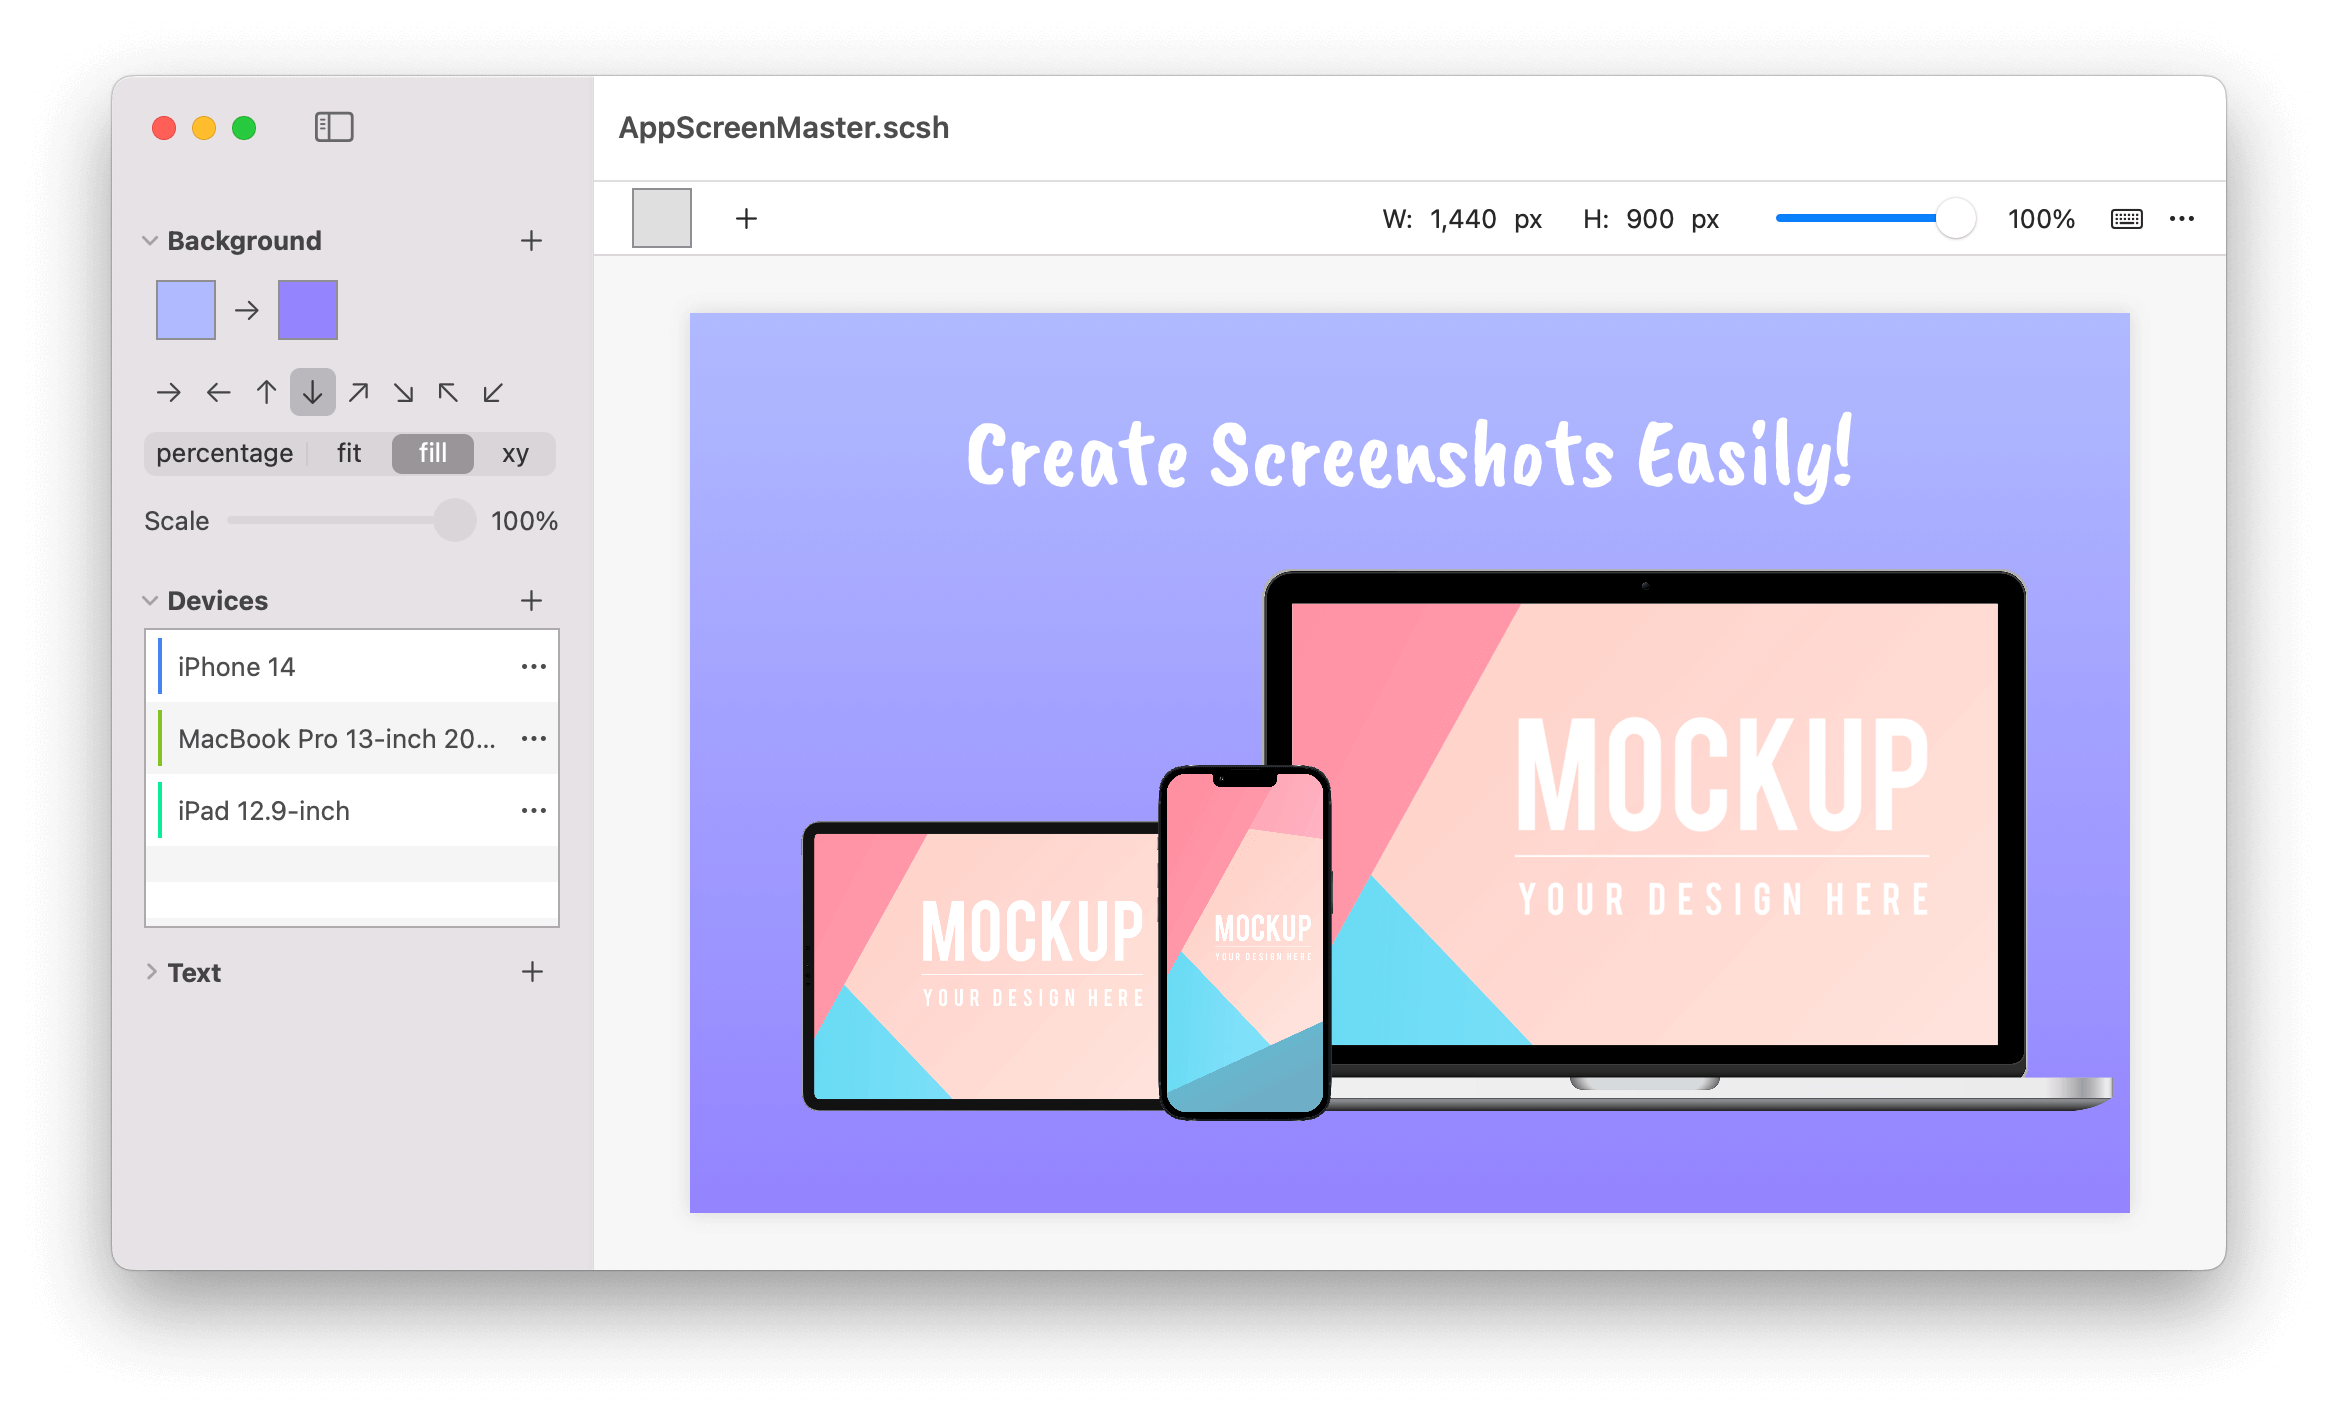 AppScreenMaster.scsh
W: 1,440 px H: 900 px 100%
Background
percentage fit fill xy
Scale 100%
Devices
iPhone 14
MacBook Pro 13-inch 20...
iPad 12.9-inch
Text
Create Screenshots Easily!
MOCKUP
YOUR DESIGN HERE
MOCKUP
YOUR DESIGN HERE
MOCKUP
YOUR DESIGN HERE